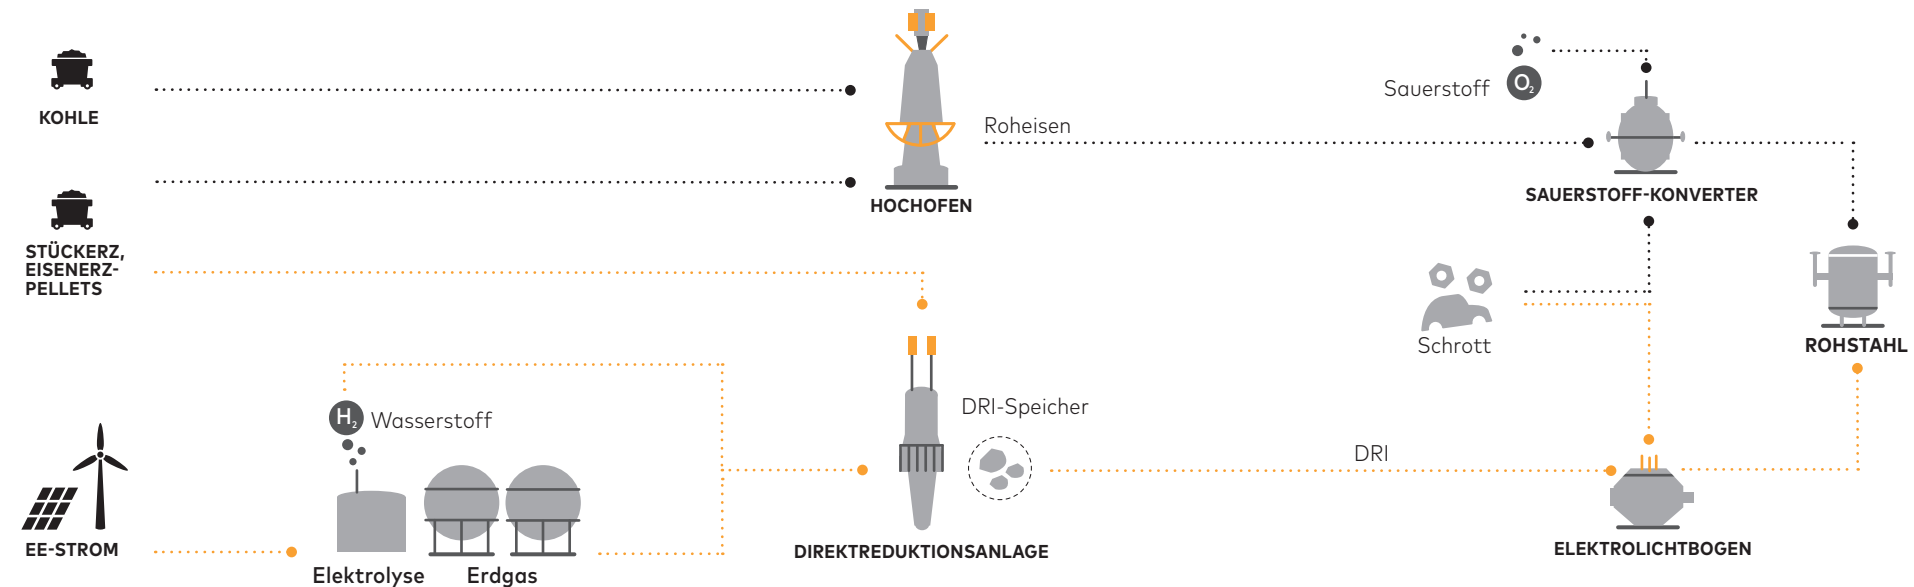 KOHLE
STÜCKERZ,
EISENERZ-
PELLETS
EE-STROM
H₂ Wasserstoff
Elektrolyse
Erdgas
HOCHOFEN
Roheisen
DIREKTREDUKTIONSANLAGE
DRI-Speicher
DRI
Sauerstoff O₂
SAUERSTOFF-KONVERTER
Schrott
ROHSTAHL
ELEKTROLICHTBOGEN